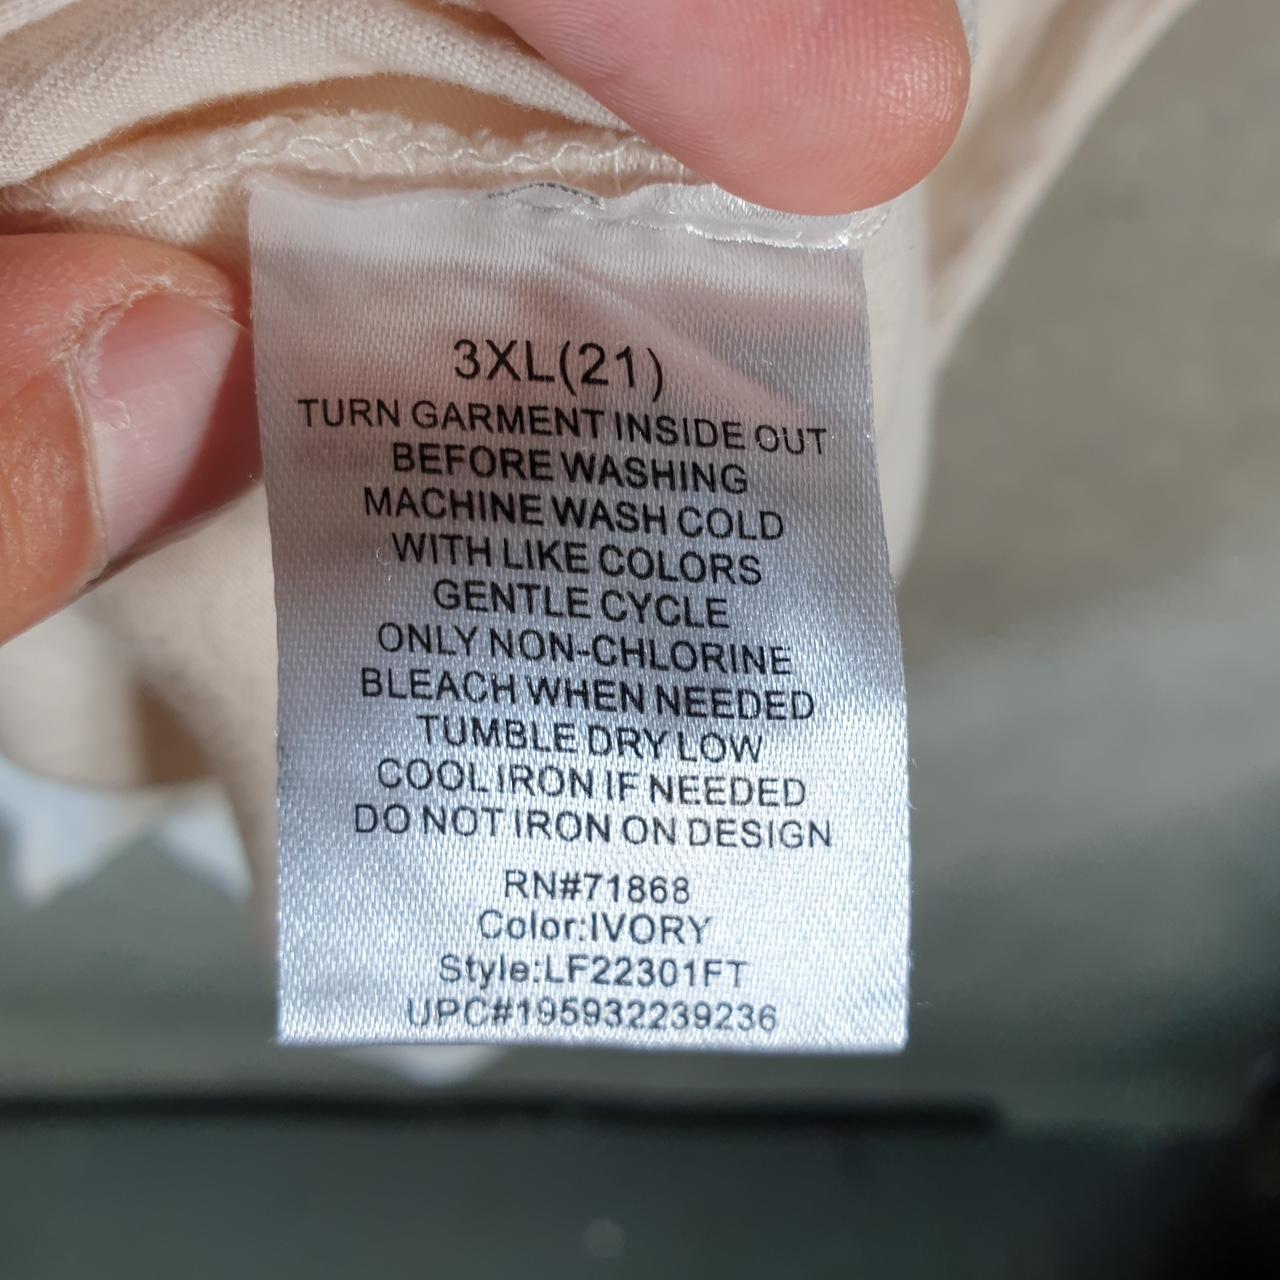 3XL(21)
TURN GARMENT INSIDE OUT
BEFORE WASHING
MACHINE WASH COLD
WITH LIKE COLORS
GENTLE CYCLE
ONLY NON-CHLORINE
BLEACH WHEN NEEDED
TUMBLE DRY LOW
COOL IRON IF NEEDED
DO NOT IRON ON DESIGN
RN#71868
Color:IVORY
Style:LF22301FT
UPC#195932239236